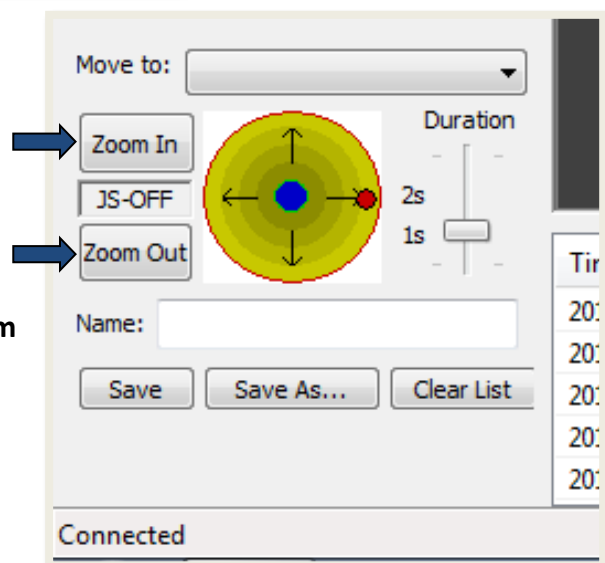 Move to:
Zoom In
Duration
JS-OFF
2s
1s
Zoom Out
m
Name:
Save Save As... Clear List
Connected